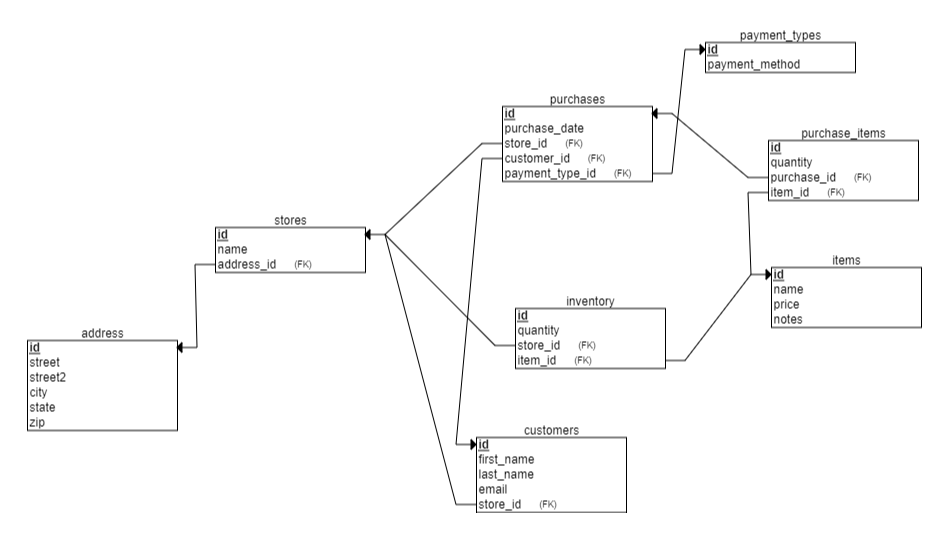 payment_types
id
payment_method
purchases
id
purchase_date
store_id (FK)
customer_id (FK)
payment_type_id (FK)
purchase_items
id
quantity
purchase_id (FK)
item_id (FK)
stores
id
name
address_id (FK)
items
id
name
price
notes
inventory
id
quantity
store_id (FK)
item_id (FK)
address
id
street
street2
city
state
zip
customers
id
first_name
last_name
email
store_id (FK)